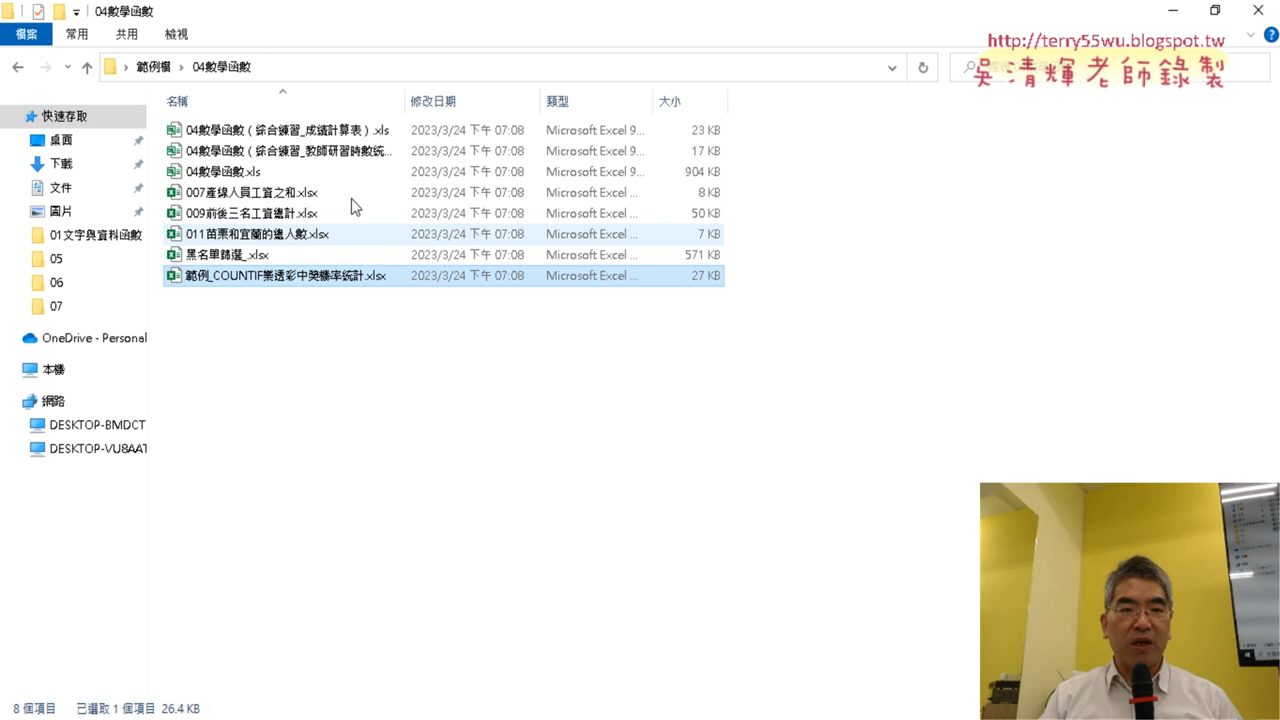 04數學函數
檔案 常用 共用 檢視
http://terry55wu.blogspot.tw
吳清輝老師錄製
範例檔 › 04數學函數
名稱 修改日期 類型 大小
快速存取
桌面
下載
文件
圖片
01文字與資料函數
05
06
07
OneDrive - Personal
本機
網路
DESKTOP-BMDCT
DESKTOP-VU8AAT
04數學函數（綜合練習_成績計算表）.xls 2023/3/24 下午 07:08 Microsoft Excel 9... 23 KB
04數學函數（綜合練習_教師研習時數統... 2023/3/24 下午 07:08 Microsoft Excel 9... 17 KB
04數學函數.xls 2023/3/24 下午 07:08 Microsoft Excel 9... 904 KB
007產線人員工資之和.xlsx 2023/3/24 下午 07:08 Microsoft Excel ... 8 KB
009前後三名工資總計.xlsx 2023/3/24 下午 07:08 Microsoft Excel ... 50 KB
011苗栗和宜蘭的總人數.xlsx 2023/3/24 下午 07:08 Microsoft Excel ... 7 KB
黑名單篩選_.xlsx 2023/3/24 下午 07:08 Microsoft Excel ... 571 KB
範例_COUNTIF樂透彩中獎機率統計.xlsx 2023/3/24 下午 07:08 Microsoft Excel ... 27 KB
8 個項目 已選取 1 個項目 26.4 KB